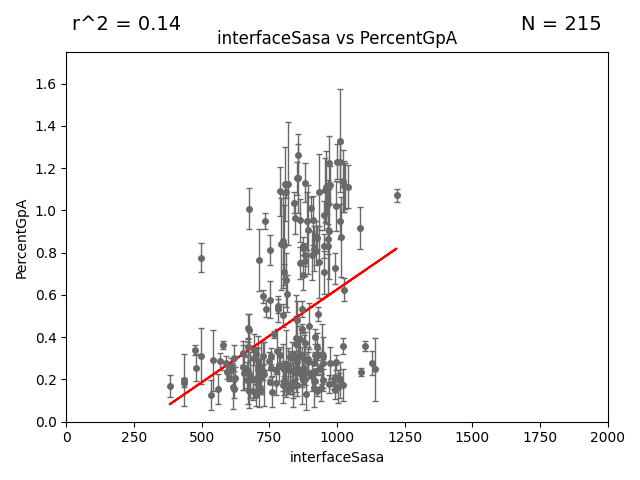 r^2 = 0.14
N = 215
interfaceSasa vs PercentGpA
PercentGpA
1.6
1.4
1.2
1.0
0.8
0.6
0.4
0.2
0.0
0 250 500 750 1000 1250 1500 1750 2000
interfaceSasa